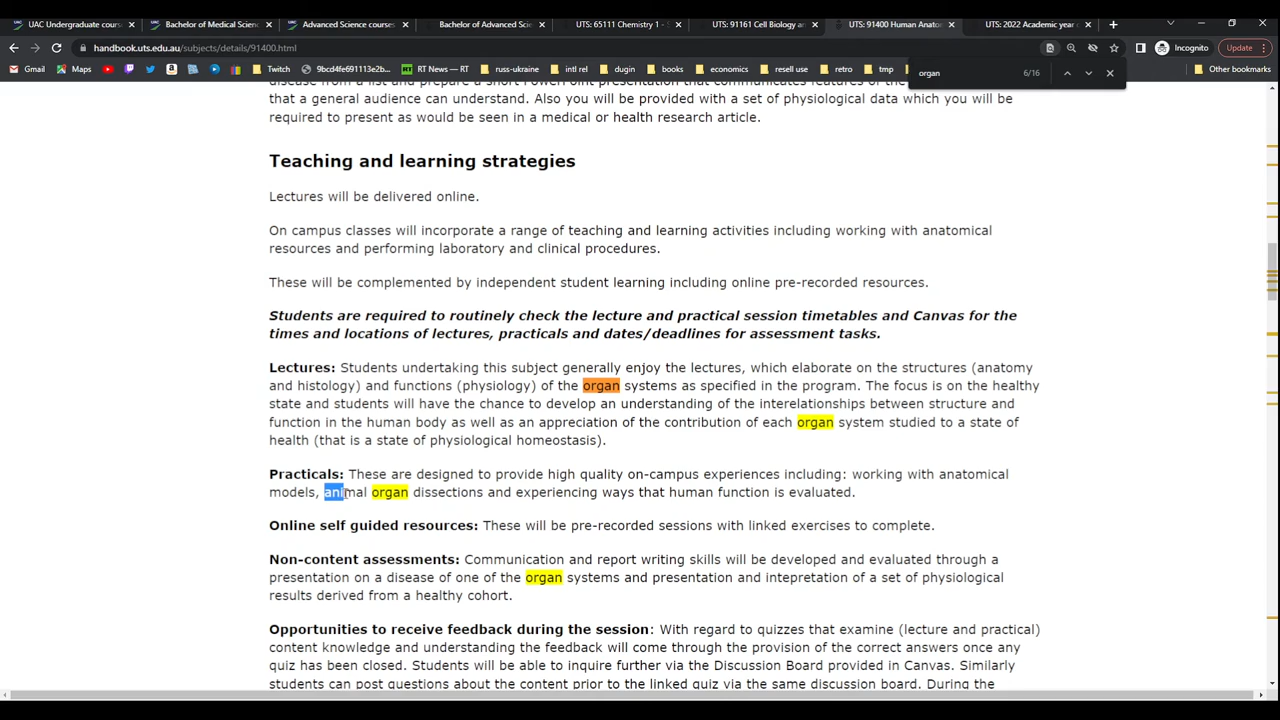 UAC Undergraduate cours
Bachelor of Medical Scienc
Advanced Science courses
Bachelor of Advanced Scie
UTS: 65111 Chemistry 1 - S
UTS: 91161 Cell Biology an
UTS: 91400 Human Anato
UTS: 2022 Academic year d
handbook.uts.edu.au/subjects/details/91400.html
Incognito
Update
Gmail
Maps
Twitch
9bcd4fe691113e2b...
RT News — RT
russ-ukraine
intl rel
dugin
books
economics
resell use
retro
tmp
Other bookmarks
organ
6/16
that a general audience can understand. Also you will be provided with a set of physiological data which you will be
required to present as would be seen in a medical or health research article.
Teaching and learning strategies
Lectures will be delivered online.
On campus classes will incorporate a range of teaching and learning activities including working with anatomical
resources and performing laboratory and clinical procedures.
These will be complemented by independent student learning including online pre-recorded resources.
Students are required to routinely check the lecture and practical session timetables and Canvas for the
times and locations of lectures, practicals and dates/deadlines for assessment tasks.
Lectures: Students undertaking this subject generally enjoy the lectures, which elaborate on the structures (anatomy
and histology) and functions (physiology) of the organ systems as specified in the program. The focus is on the healthy
state and students will have the chance to develop an understanding of the interelationships between structure and
function in the human body as well as an appreciation of the contribution of each organ system studied to a state of
health (that is a state of physiological homeostasis).
Practicals: These are designed to provide high quality on-campus experiences including: working with anatomical
models, animal organ dissections and experiencing ways that human function is evaluated.
Online self guided resources: These will be pre-recorded sessions with linked exercises to complete.
Non-content assessments: Communication and report writing skills will be developed and evaluated through a
presentation on a disease of one of the organ systems and presentation and intepretation of a set of physiological
results derived from a healthy cohort.
Opportunities to receive feedback during the session: With regard to quizzes that examine (lecture and practical)
content knowledge and understanding the feedback will come through the provision of the correct answers once any
quiz has been closed. Students will be able to inquire further via the Discussion Board provided in Canvas. Similarly
students can post questions about the content prior to the linked quiz via the same discussion board. During the